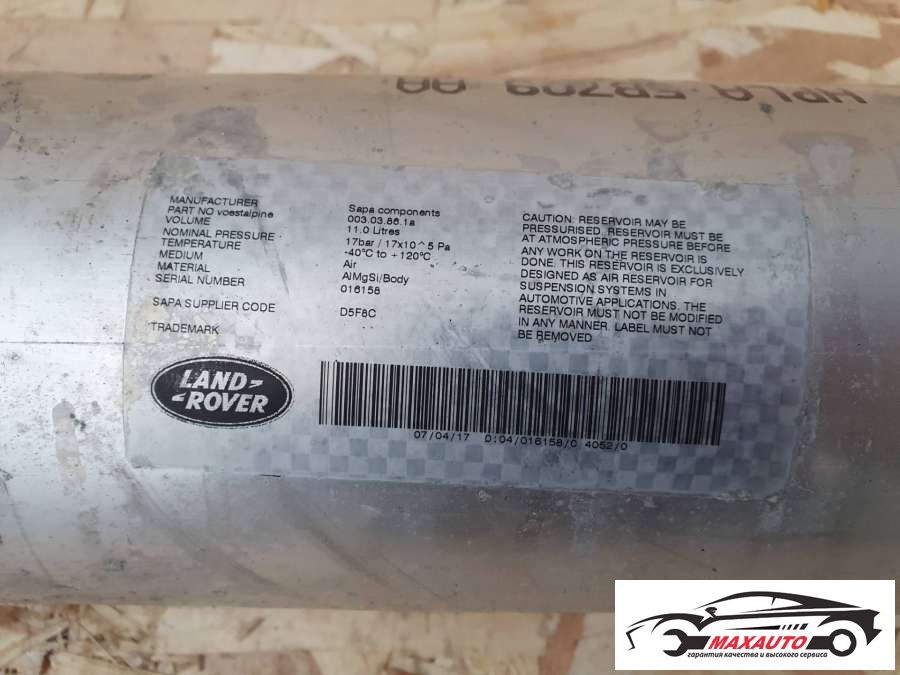 HPLA 5B709 AA
MANUFACTURER Sapa components
PART NO voestalpine 003.03.86.1a
VOLUME 11.0 Litres
NOMINAL PRESSURE 17bar / 17x10^5 Pa
TEMPERATURE -40°C to +120°C
MEDIUM Air
MATERIAL AlMgSi/Body
SERIAL NUMBER 016158
SAPA SUPPLIER CODE D5F8C
TRADEMARK
CAUTION: RESERVOIR MAY BE
PRESSURISED. RESERVOIR MUST BE
AT ATMOSPHERIC PRESSURE BEFORE
ANY WORK ON THE RESERVOIR IS
DONE. THIS RESERVOIR IS EXCLUSIVELY
DESIGNED AS AIR RESERVOIR FOR
SUSPENSION SYSTEMS IN
AUTOMOTIVE APPLICATIONS. THE
RESERVOIR MUST NOT BE MODIFIED
IN ANY MANNER. LABEL MUST NOT
BE REMOVED
LAND-
-ROVER
07/04/17 0:04/016158/C 4052/0
MAXAUTO
гарантия качества и высокого сервиса